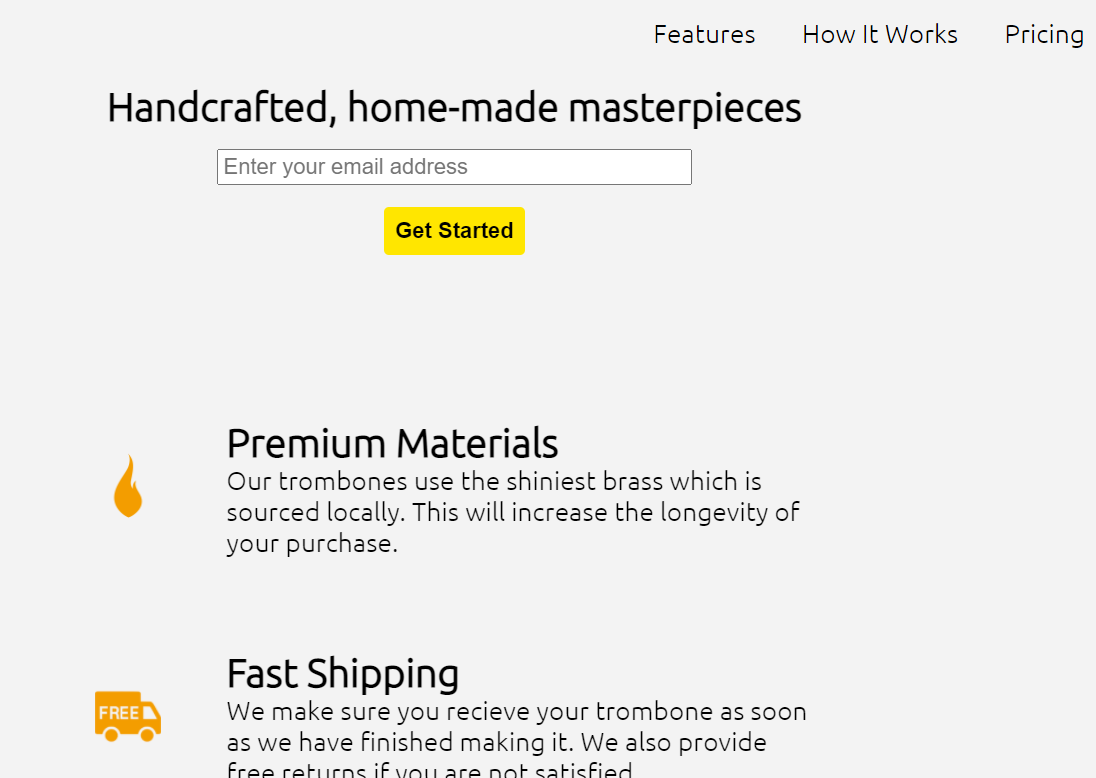 Features How It Works Pricing
Handcrafted, home-made masterpieces
Enter your email address
Get Started
Premium Materials
Our trombones use the shiniest brass which is
sourced locally. This will increase the longevity of
your purchase.
Fast Shipping
FREE
We make sure you recieve your trombone as soon
as we have finished making it. We also provide
free returns if you are not satisfied.